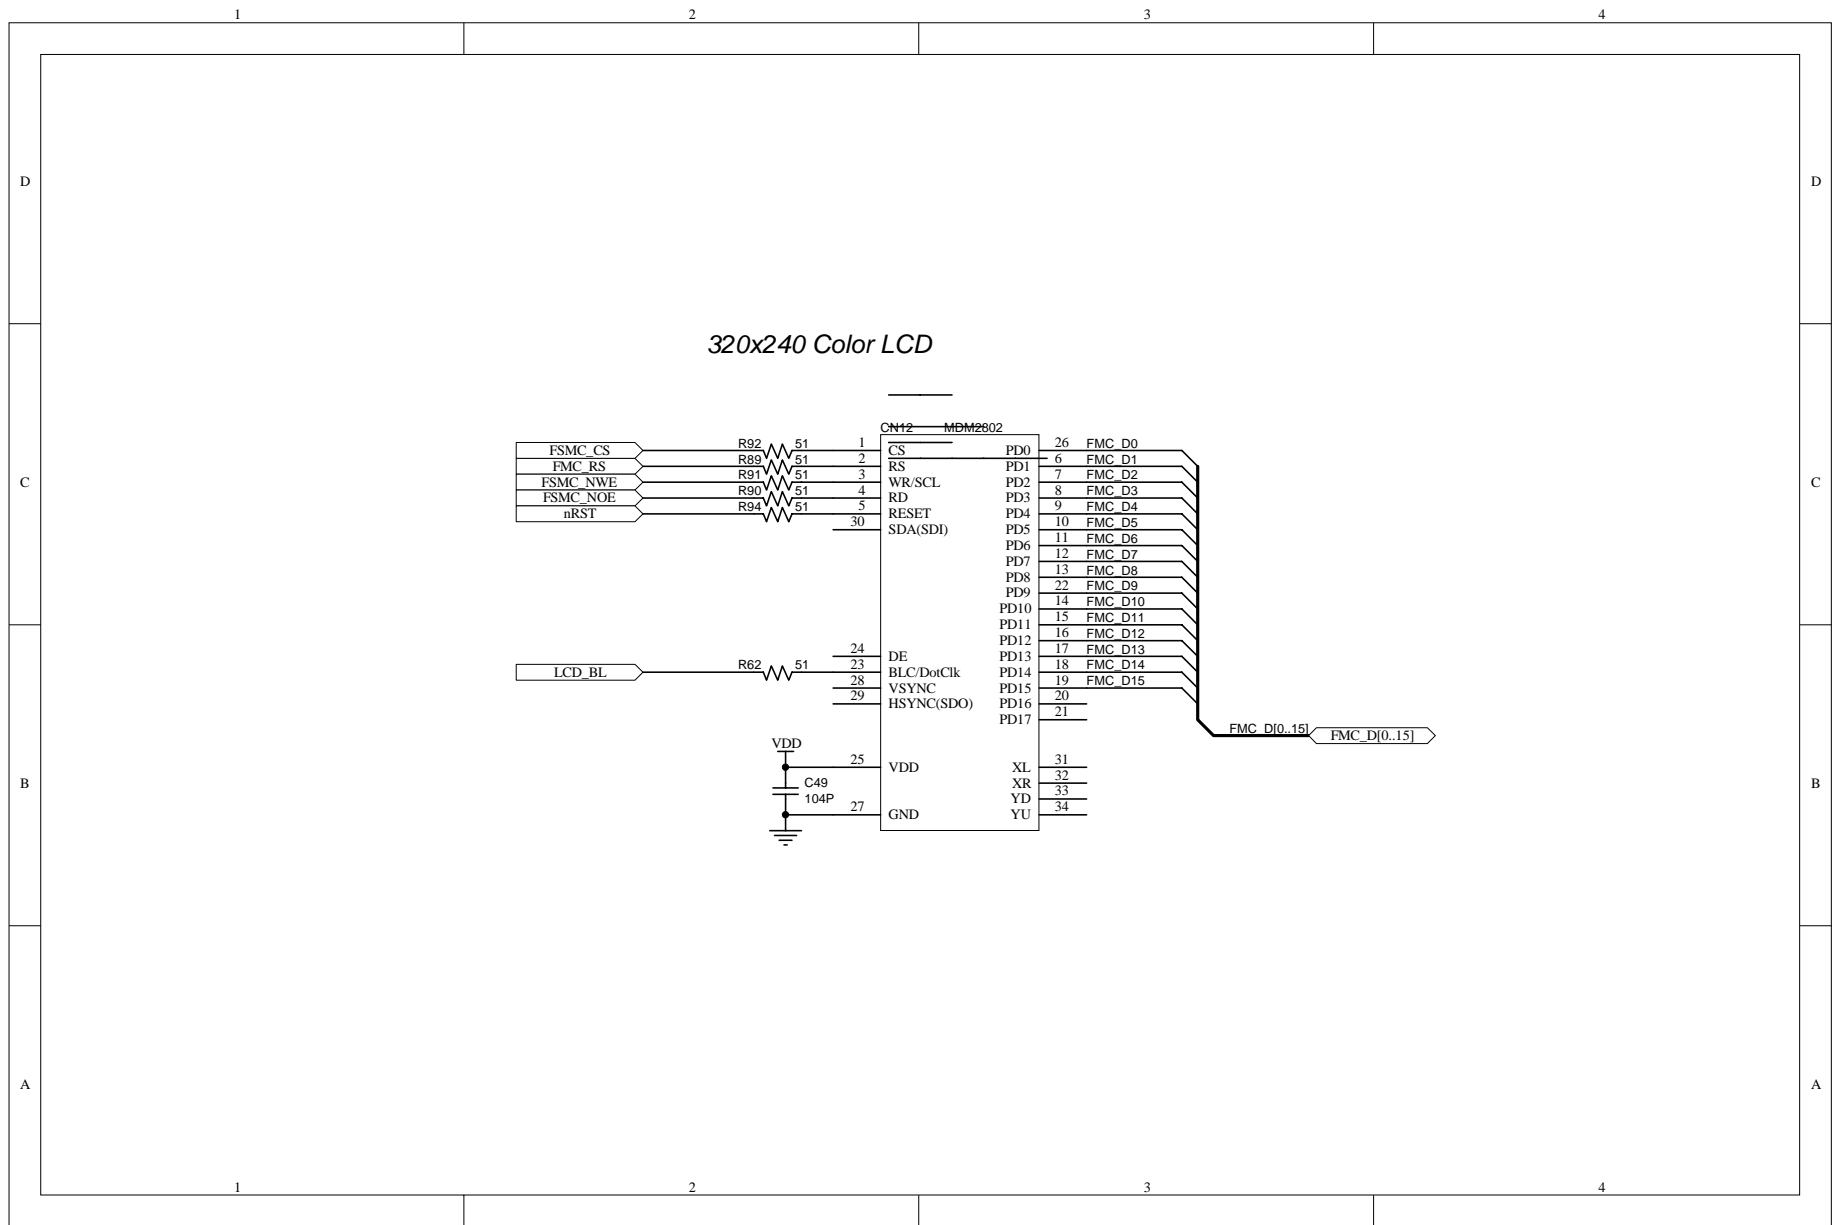 1 2 3 4
D D
320x240 Color LCD
CN12 MDM2802
FSMC_CS R92 51 1 CS PD0 26 FMC_D0
FMC_RS R89 51 2 RS PD1 6 FMC_D1
FSMC_NWE R91 51 3 WR/SCL PD2 7 FMC_D2
C C
FSMC_NOE R90 51 4 RD PD3 8 FMC_D3
nRST R94 51 5 RESET PD4 9 FMC_D4
30 SDA(SDI) PD5 10 FMC_D5
PD6 11 FMC_D6
PD7 12 FMC_D7
PD8 13 FMC_D8
PD9 22 FMC_D9
PD10 14 FMC_D10
PD11 15 FMC_D11
PD12 16 FMC_D12
24 DE PD13 17 FMC_D13
LCD_BL R62 51 23 BLC/DotClk PD14 18 FMC_D14
28 VSYNC PD15 19 FMC_D15
29 HSYNC(SDO) PD16 20
PD17 21
FMC_D[0..15] FMC_D[0..15]
VDD
25 VDD XL 31
B C49 XR 32 B
104P YD 33
27 GND YU 34
A A
1 2 3 4